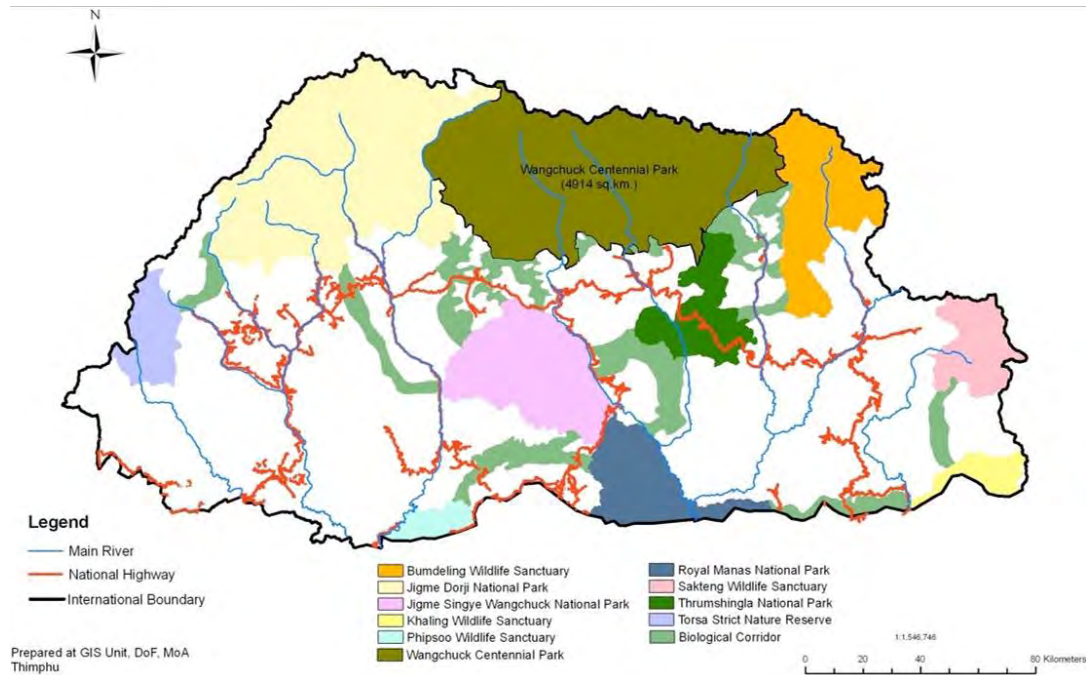 N
Wangchuck Centennial Park
(4914 sq.km.)
Legend
Main River
National Highway
International Boundary
Bumdeling Wildlife Sanctuary
Jigme Dorji National Park
Jigme Singye Wangchuck National Park
Khaling Wildlife Sanctuary
Phipsoo Wildlife Sanctuary
Wangchuck Centennial Park
Royal Manas National Park
Sakteng Wildlife Sanctuary
Thrumshingla National Park
Torsa Strict Nature Reserve
Biological Corridor
Prepared at GIS Unit, DoF, MoA
Thimphu
1:1,546,746
0 20 40 80 Kilometers